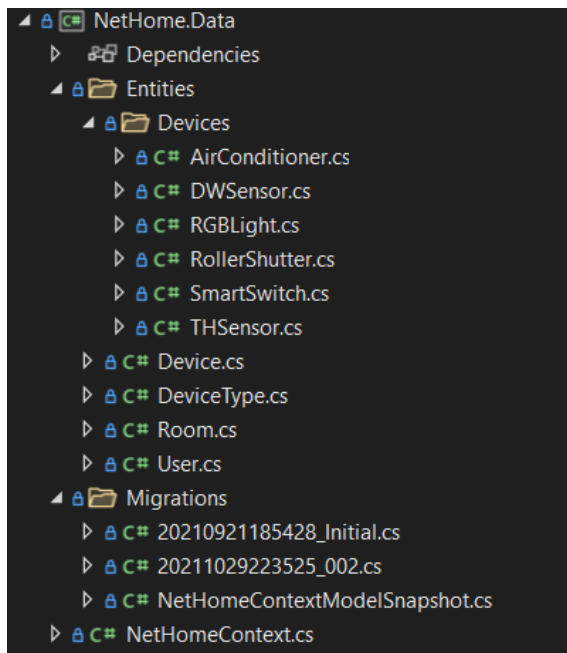 C# NetHome.Data
Dependencies
Entities
Devices
C# AirConditioner.cs
C# DWSensor.cs
C# RGBLight.cs
C# RollerShutter.cs
C# SmartSwitch.cs
C# THSensor.cs
C# Device.cs
C# DeviceType.cs
C# Room.cs
C# User.cs
Migrations
C# 20210921185428_Initial.cs
C# 20211029223525_002.cs
C# NetHomeContextModelSnapshot.cs
C# NetHomeContext.cs